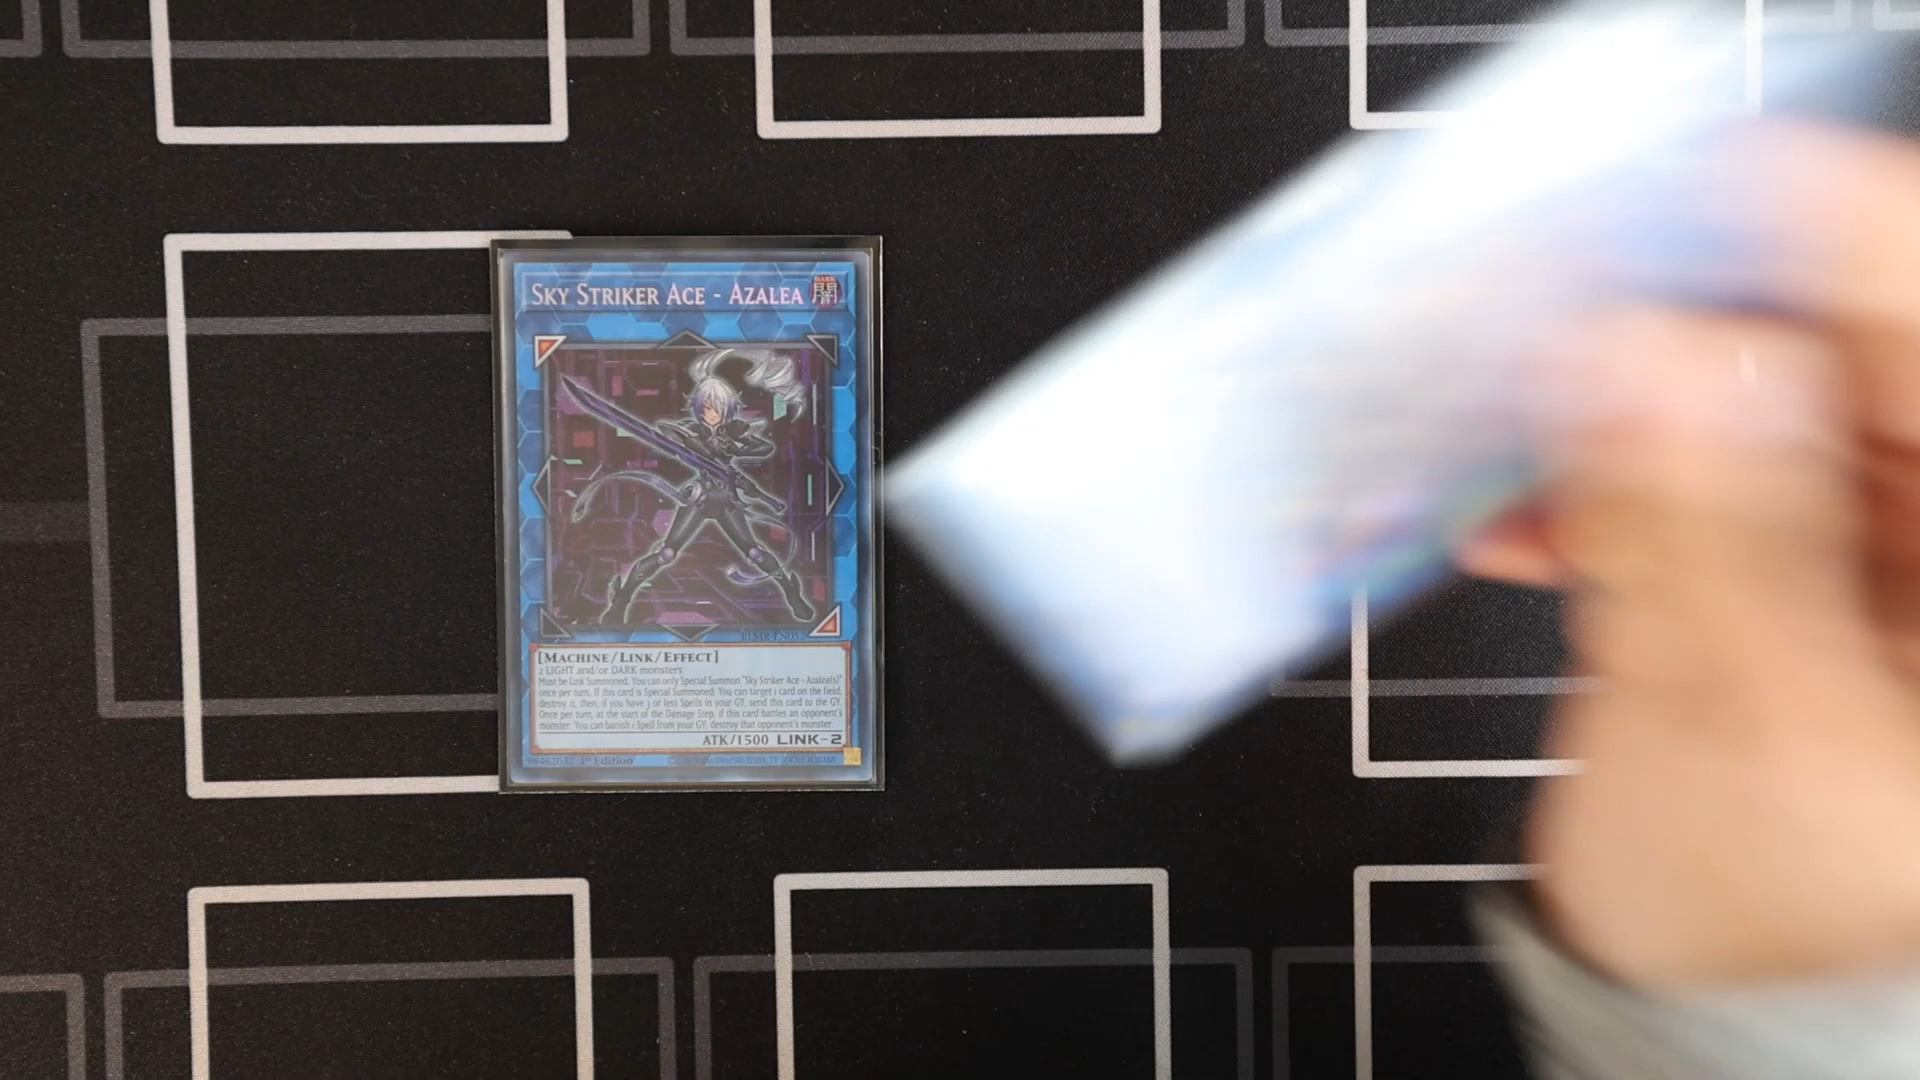 SKY STRIKER ACE - AZALEA
DARK
闇
BLMR-EN052
[MACHINE/LINK/EFFECT]
2 LIGHT and/or DARK monsters
Must be Link Summoned. You can only Special Summon "Sky Striker Ace - Azalea(s)"
once per turn. If this card is Special Summoned: You can target 1 card on the field;
destroy it, then, if you have 3 or less Spells in your GY, send this card to the GY.
Once per turn, at the start of the Damage Step, if this card battles an opponent's
monster: You can banish 1 Spell from your GY; destroy that opponent's monster.
ATK/1500 LINK-2
1st Edition